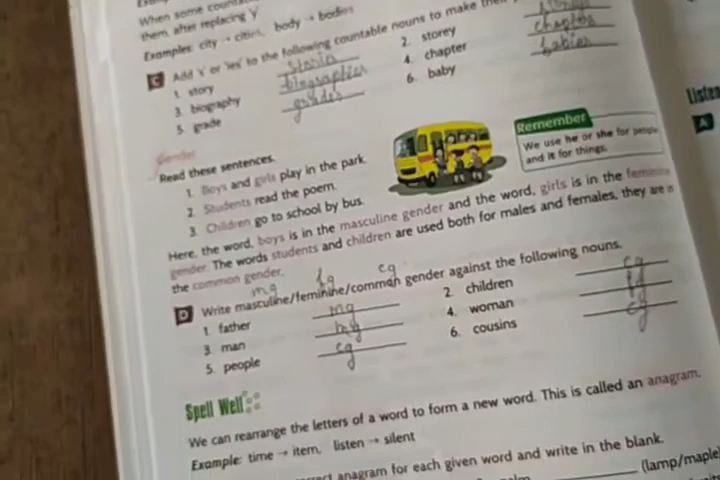 When some
them, after replacing 'y'
Examples: city → cities, body → bodies
C Add 's' or 'ies' to the following countable nouns to make
1. story
2. storey
3. biography biographies
4. chapter
5. grade grades
6. baby babies
Gender
Read these sentences.
1. Boys and girls play in the park.
2. Students read the poem.
3. Children go to school by bus.
Remember
We use he or she for people
and it for things.
Here, the word, boys is in the masculine gender and the word, girls is in the feminine
gender. The words students and children are used both for males and females, they are in
the common gender.
mg fg cg
D Write masculine/feminine/common gender against the following nouns.
1. father mg
2. children cg
3. man mg
4. woman fg
5. people cg
6. cousins cg
Spell Well
We can rearrange the letters of a word to form a new word. This is called an anagram.
Example: time → item, listen → silent
anagram for each given word and write in the blank.
(lamp/maple
Listen
A